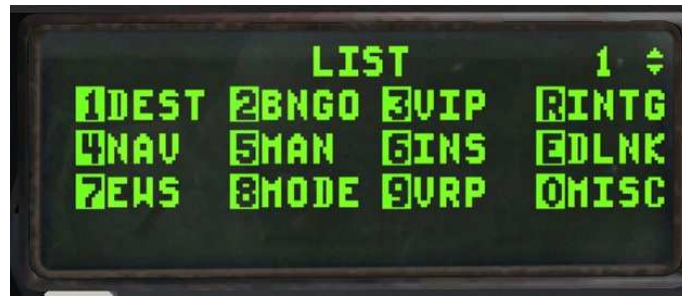 LIST 1
1DEST 2BNGO 3VIP RINTG
4NAV 5MAN 6INS EDLNK
7EWS 8MODE 9VRP 0MISC